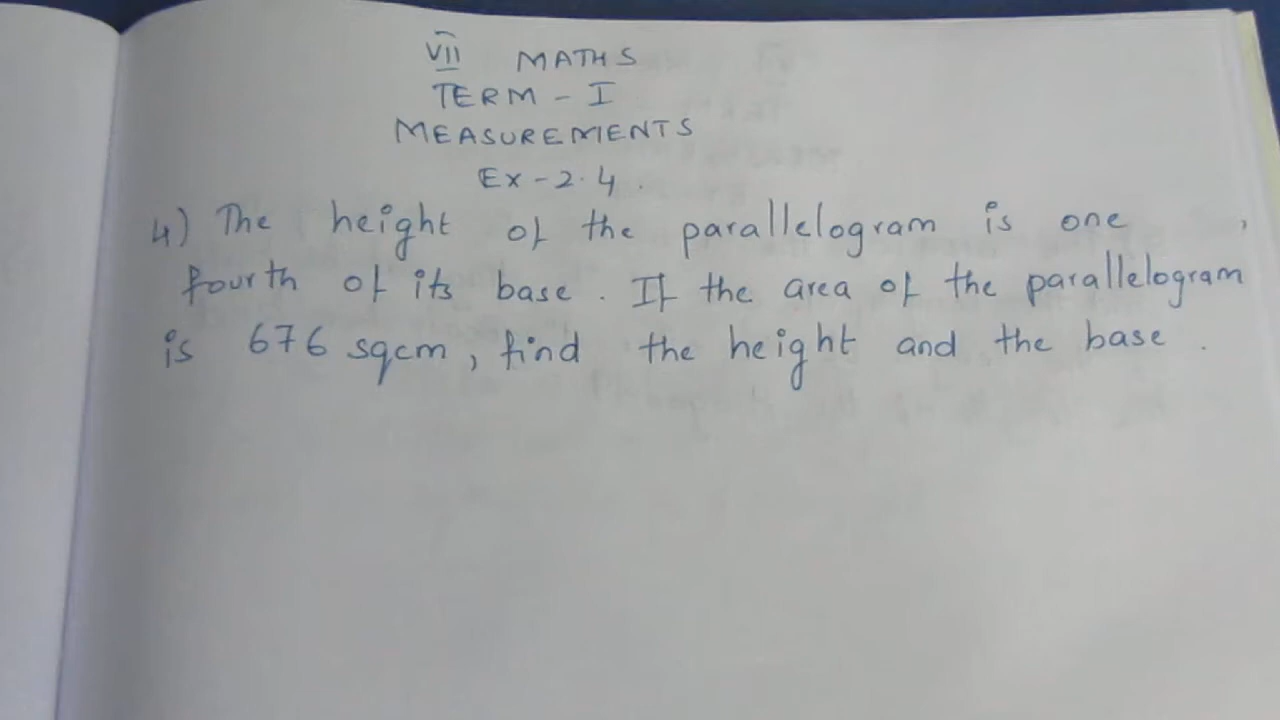 VII MATHS
TERM - I
MEASUREMENTS
Ex - 2.4.
4) The height of the parallelogram is one
fourth of its base. If the area of the parallelogram
is 676 sqcm, find the height and the base.